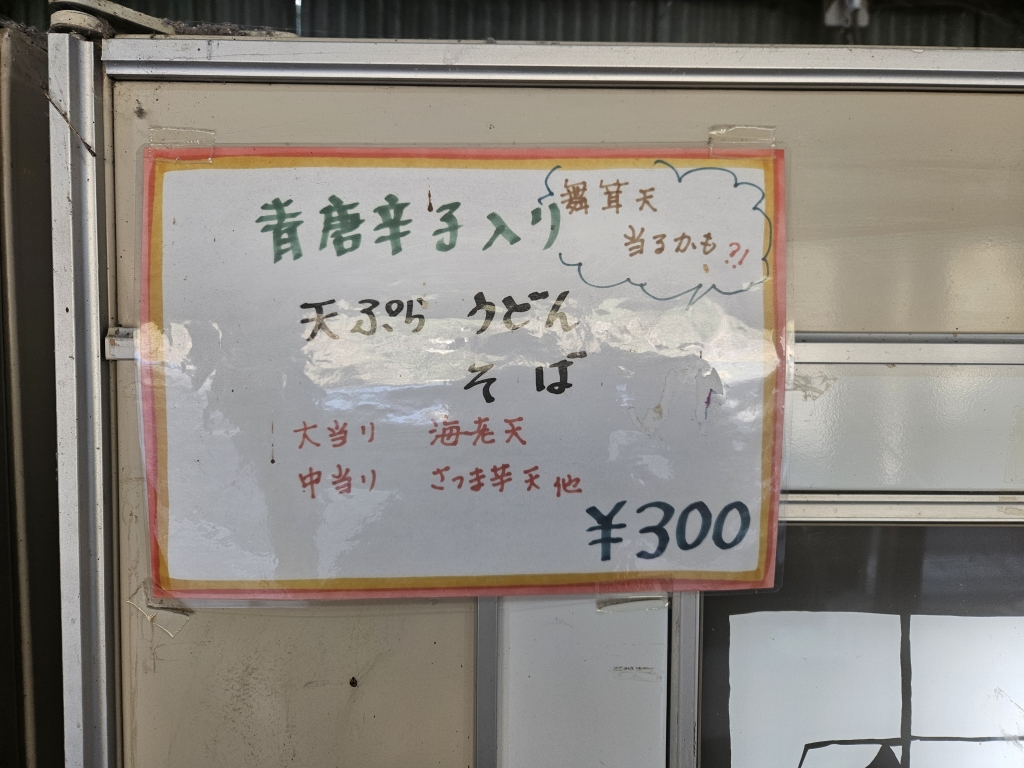 青唐辛子入り
舞茸天
当るかも?!
天ぷら うどん
そば
大当り 海老天
中当り さつま芋天他
¥300